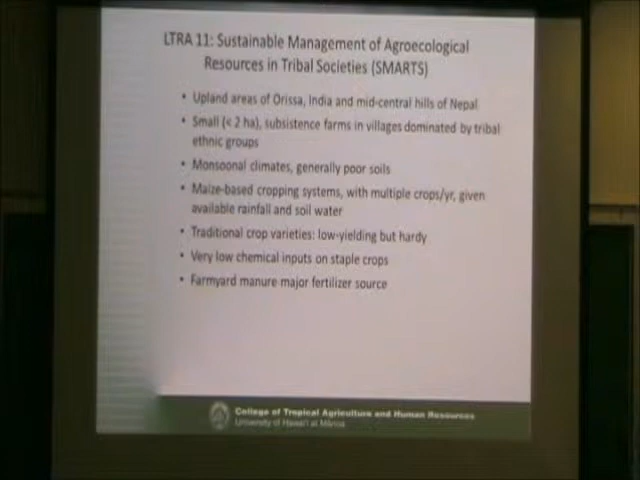 LTRA 11: Sustainable Management of Agroecological
Resources in Tribal Societies (SMARTS)
• Upland areas of Orissa, India and mid-central hills of Nepal
• Small (< 2 ha), subsistence farms in villages dominated by tribal
ethnic groups
• Monsoonal climates, generally poor soils
• Maize-based cropping systems, with multiple crops/yr, given
available rainfall and soil water
• Traditional crop varieties: low-yielding but hardy
• Very low chemical inputs on staple crops
• Farmyard manure major fertilizer source
College of Tropical Agriculture and Human Resources
University of Hawai'i at Mānoa